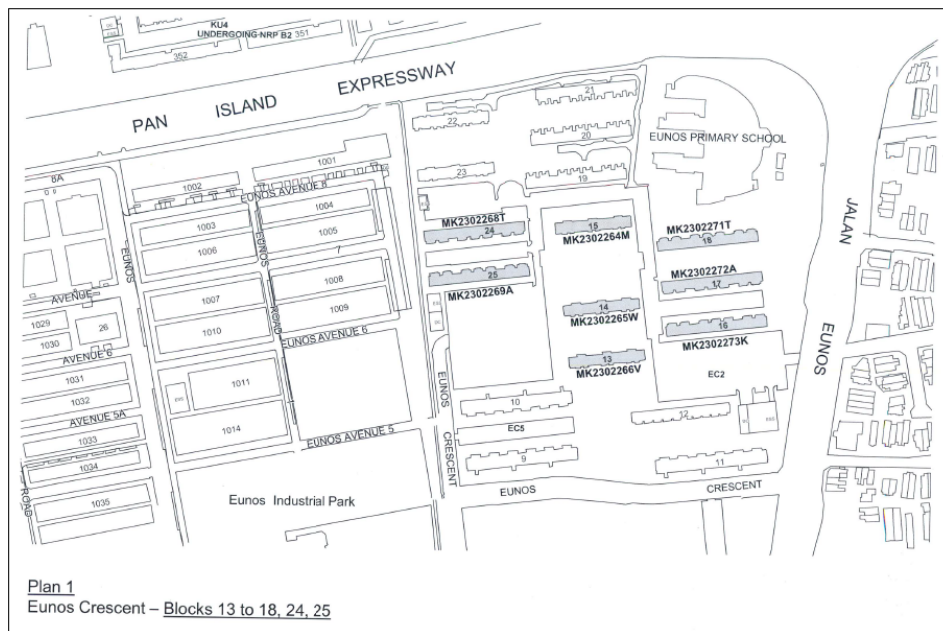 KU4
UNDERGOING NRP B2
351
352
PAN ISLAND EXPRESSWAY
21
22
20
EUNOS PRIMARY SCHOOL
1001
8A
1002
23
19
EUNOS AVENUE 8
1004
1003
MK2302268T
24
15
MK2302264M
MK2302271T
18
JALAN
1005
1006
EUNOS
EUNOS
7
25
MK2302269A
MK2302272A
17
1008
AVENUE
1007
1009
ROAD
14
MK2302265W
16
MK2302273K
1029
26
1030
1010
EUNOS AVENUE 6
EUNOS
AVENUE 6
13
MK2302266V
EC2
1031
1011
EUNOS
1032
10
12
AVENUE 5A
1014
EC5
1033
EUNOS AVENUE 5
CRESCENT
1034
9
11
ROAD
1035
Eunos Industrial Park
EUNOS CRESCENT
Plan 1
Eunos Crescent – Blocks 13 to 18, 24, 25